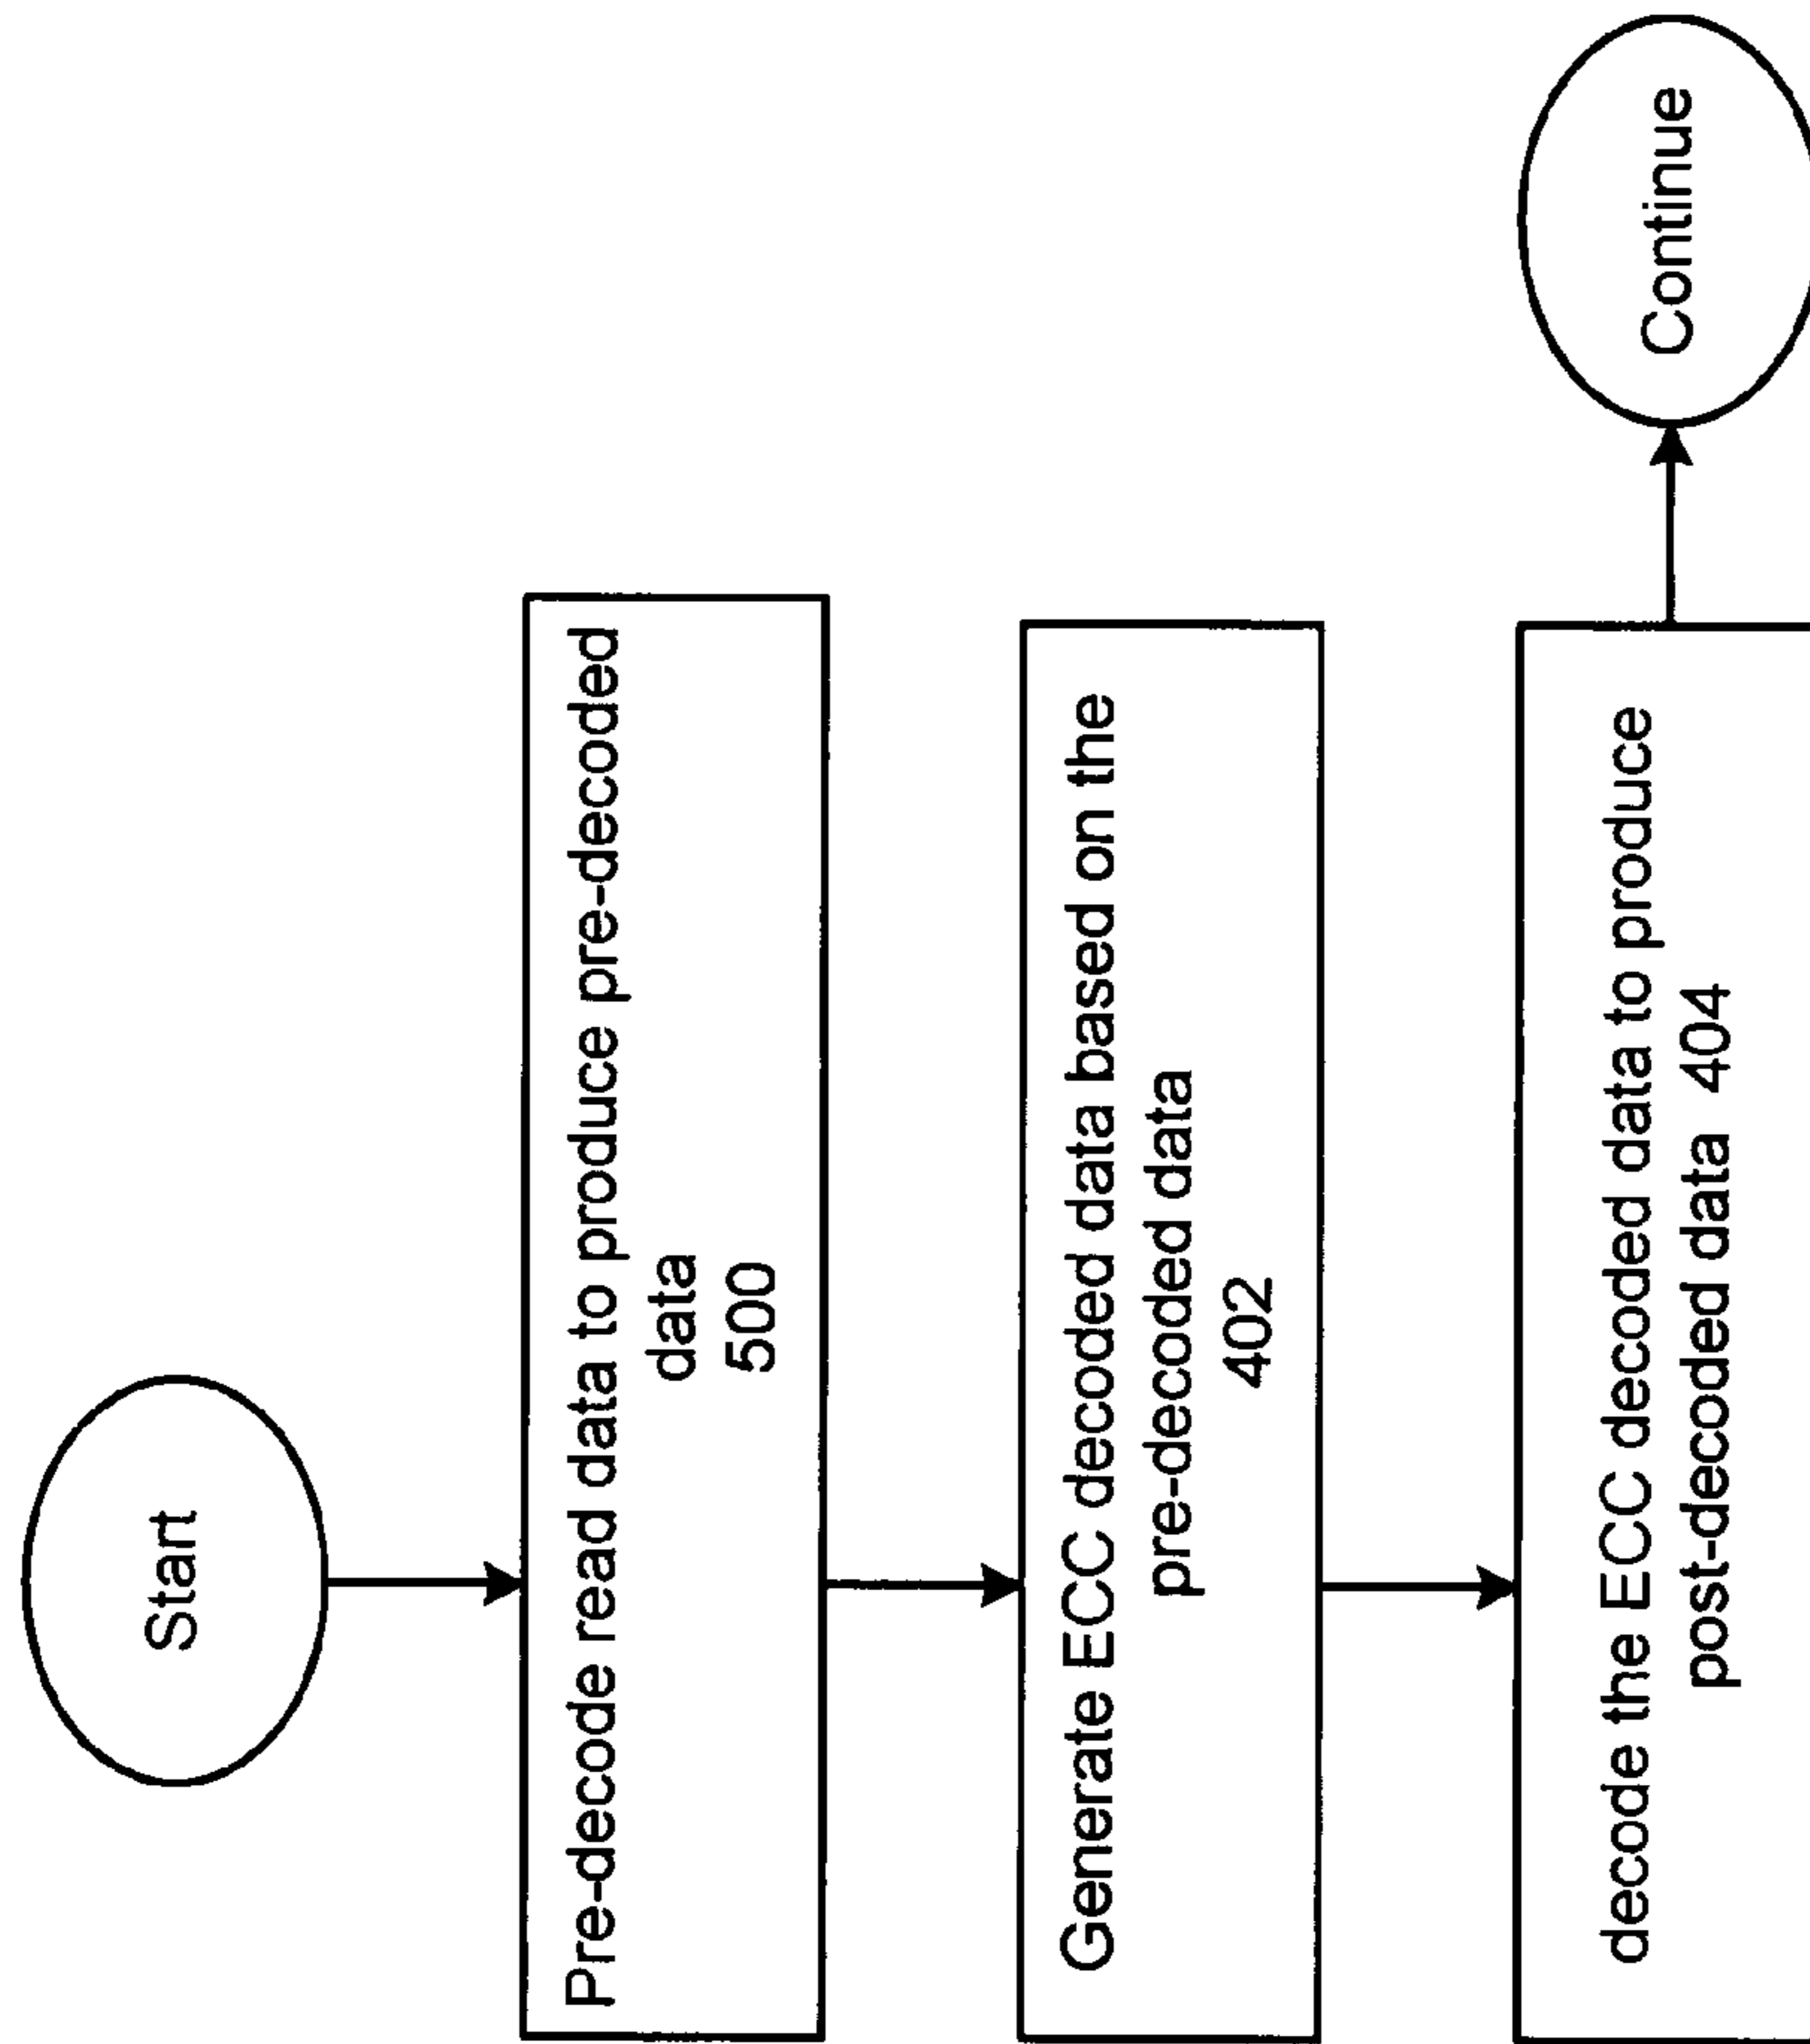 Start
Pre-decode read data to produce pre-decoded
data
500
Generate ECC decoded data based on the
pre-decoded data
402
decode the ECC decoded data to produce
post-decoded data 404
Continue